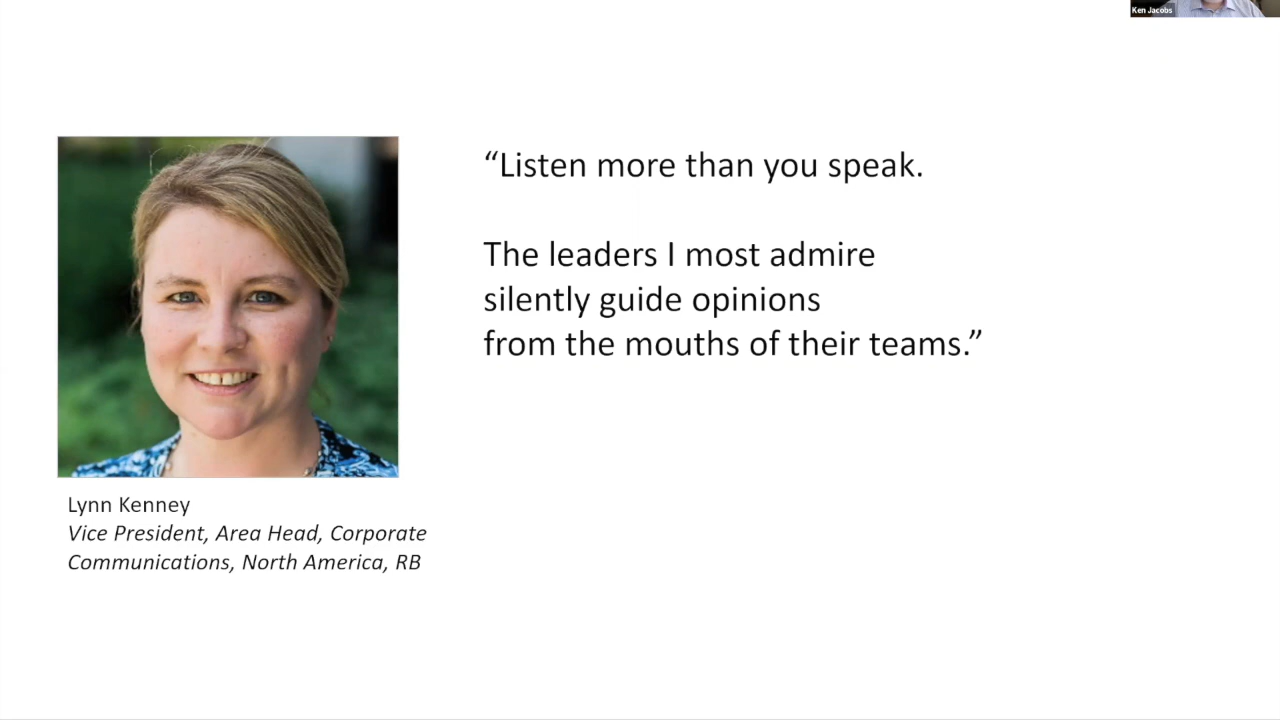 Ken Jacobs
“Listen more than you speak.
The leaders I most admire
silently guide opinions
from the mouths of their teams.”
Lynn Kenney
Vice President, Area Head, Corporate
Communications, North America, RB